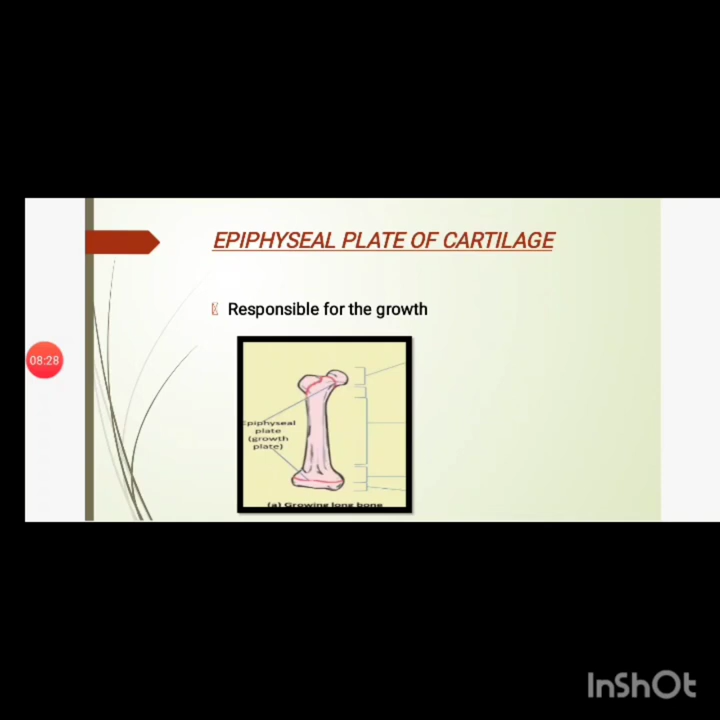 EPIPHYSEAL PLATE OF CARTILAGE
Responsible for the growth
08:28
Epiphyseal
plate
(growth
plate)
(a) Growing long bone
InShOt